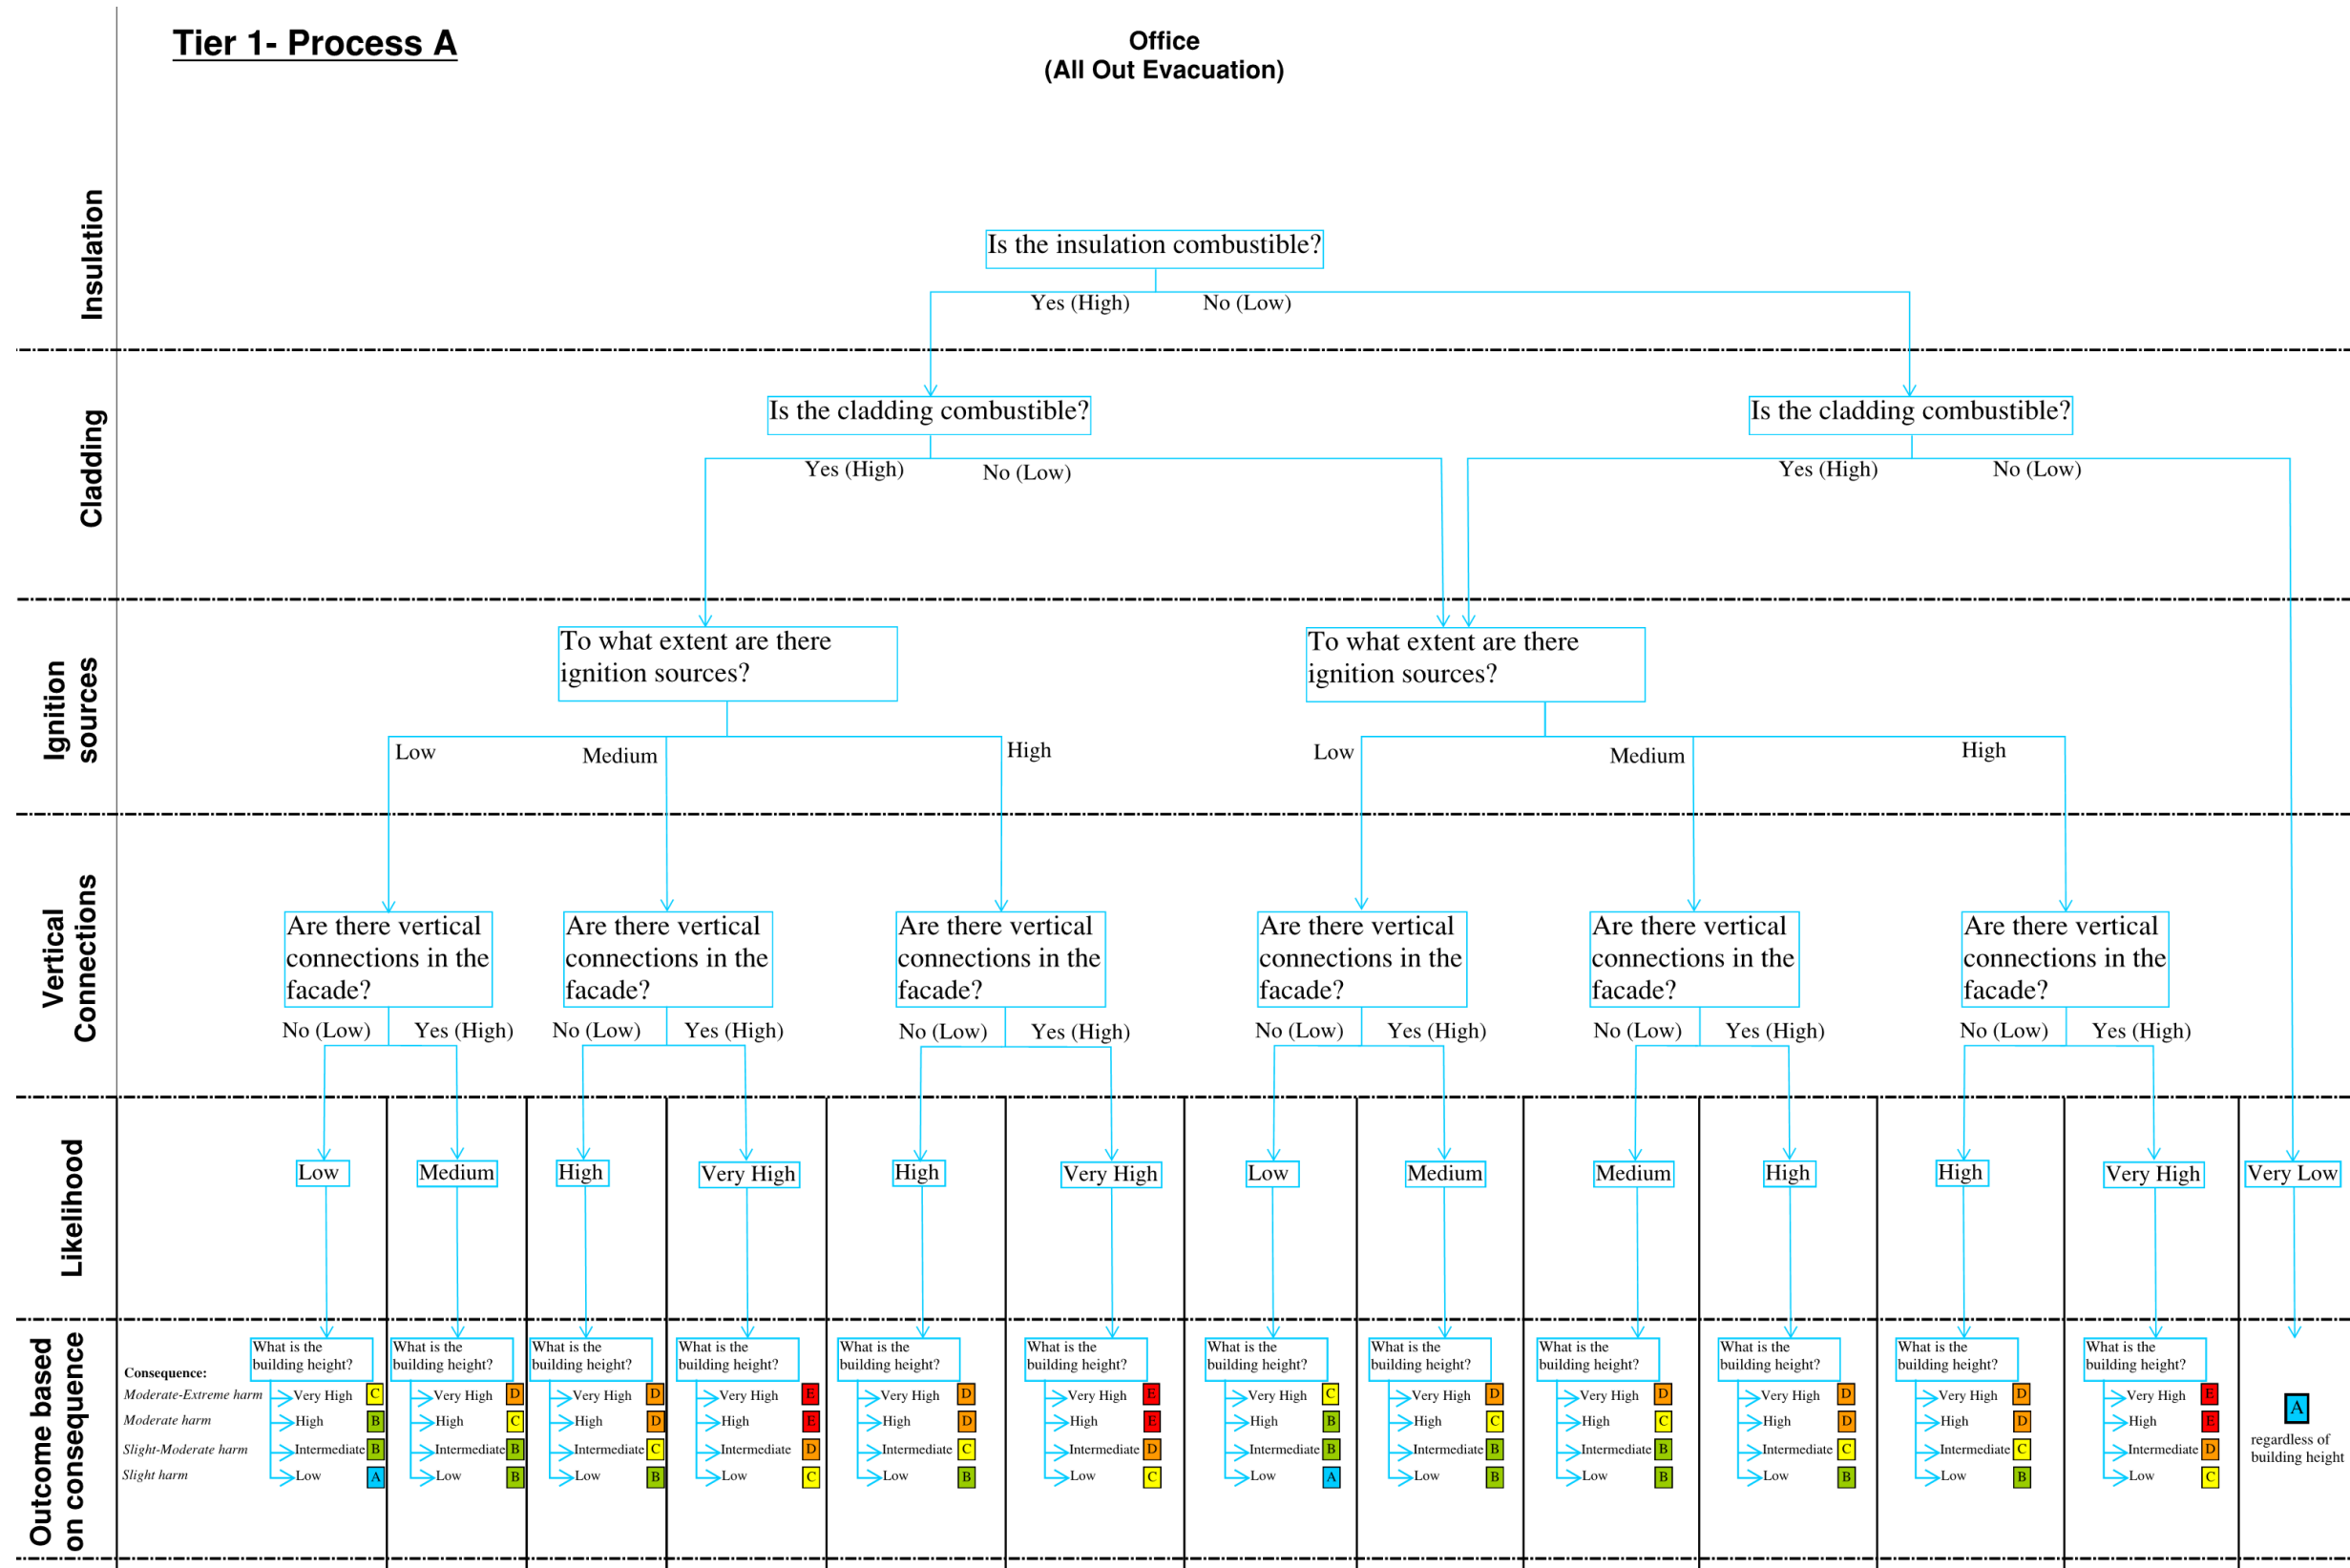 Tier 1- Process A
Office
(All Out Evacuation)
Insulation
Is the insulation combustible?
Yes (High)
No (Low)
Cladding
Is the cladding combustible?
Is the cladding combustible?
Yes (High)
No (Low)
Yes (High)
No (Low)
Ignition
sources
To what extent are there
ignition sources?
To what extent are there
ignition sources?
Low
Medium
High
Low
Medium
High
Vertical
Connections
Are there vertical
connections in the
facade?
Are there vertical
connections in the
facade?
Are there vertical
connections in the
facade?
Are there vertical
connections in the
facade?
Are there vertical
connections in the
facade?
Are there vertical
connections in the
facade?
No (Low)
Yes (High)
No (Low)
Yes (High)
No (Low)
Yes (High)
No (Low)
Yes (High)
No (Low)
Yes (High)
No (Low)
Yes (High)
Likelihood
Low
Medium
High
Very High
High
Very High
Low
Medium
Medium
High
High
Very High
Very Low
Outcome based
on consequence
Consequence:
Moderate-Extreme harm
Moderate harm
Slight-Moderate harm
Slight harm
What is the
building height?
Very High C
High B
Intermediate B
Low A
What is the
building height?
Very High D
High C
Intermediate B
Low B
What is the
building height?
Very High D
High D
Intermediate C
Low B
What is the
building height?
Very High E
High E
Intermediate D
Low C
What is the
building height?
Very High D
High D
Intermediate C
Low B
What is the
building height?
Very High E
High E
Intermediate D
Low C
What is the
building height?
Very High C
High B
Intermediate B
Low A
What is the
building height?
Very High D
High C
Intermediate B
Low B
What is the
building height?
Very High D
High C
Intermediate B
Low B
What is the
building height?
Very High D
High D
Intermediate C
Low B
What is the
building height?
Very High D
High D
Intermediate C
Low B
What is the
building height?
Very High E
High E
Intermediate D
Low C
A
regardless of
building height